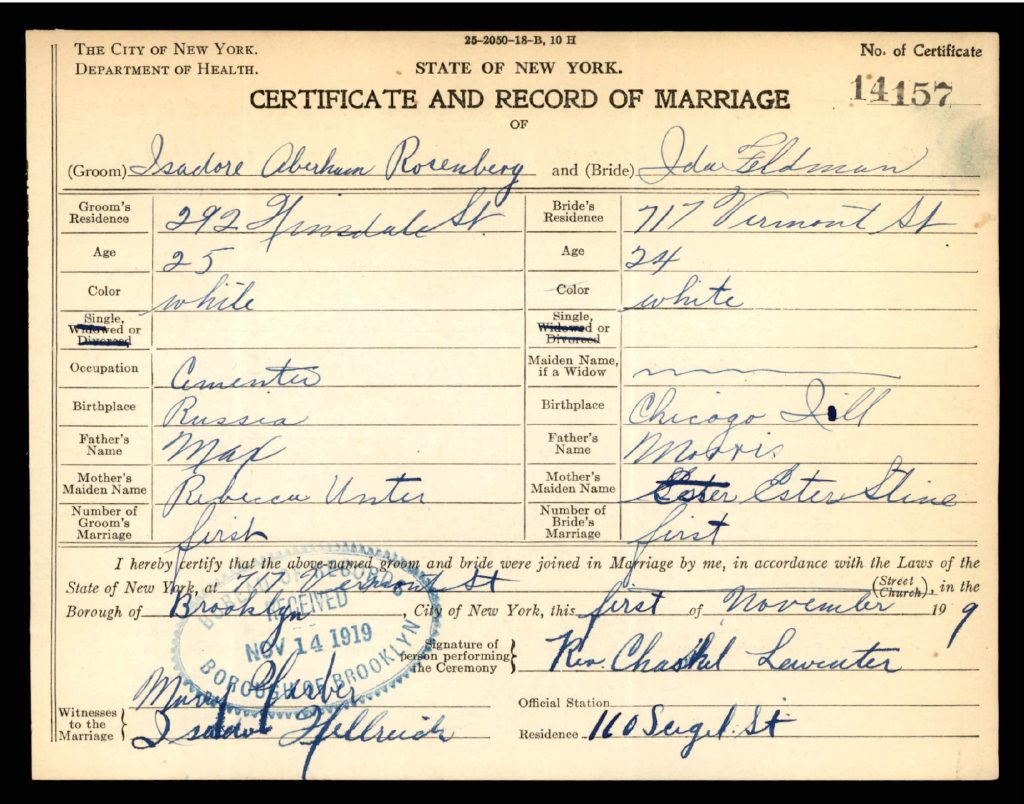 25-2050-18-B, 10 H
THE CITY OF NEW YORK.
DEPARTMENT OF HEALTH.
STATE OF NEW YORK.
No. of Certificate
14157
CERTIFICATE AND RECORD OF MARRIAGE
OF
(Groom) Isadore Aberham Rosenberg and (Bride) Ida Feldman
Groom's Residence 292 Hinsdale St. Bride's Residence 717 Vermont St
Age 25 Age 24
Color white Color white
Single, Widowed or Divorced Single, Widowed or Divorced
Occupation Cementer Maiden Name, if a Widow
Birthplace Russia Birthplace Chicago Ill
Father's Name Max Father's Name Morris
Mother's Maiden Name Rebecca Unter Mother's Maiden Name Ester Ester Stine
Number of Groom's Marriage first Number of Bride's Marriage first
I hereby certify that the above-named groom and bride were joined in Marriage by me, in accordance with the Laws of the
State of New York, at 717 Vermont St (Street Church), in the
Borough of Brooklyn, City of New York, this first of November 1919
BUREAU OF RECORDS
RECEIVED
NOV 14 1919
BOROUGH OF BROOKLYN
Signature of person performing the Ceremony Rev. Chaskel Lewenter
Witnesses to the Marriage
Gerber
Isadore Hellreich
Official Station
Residence 160 Seigel St